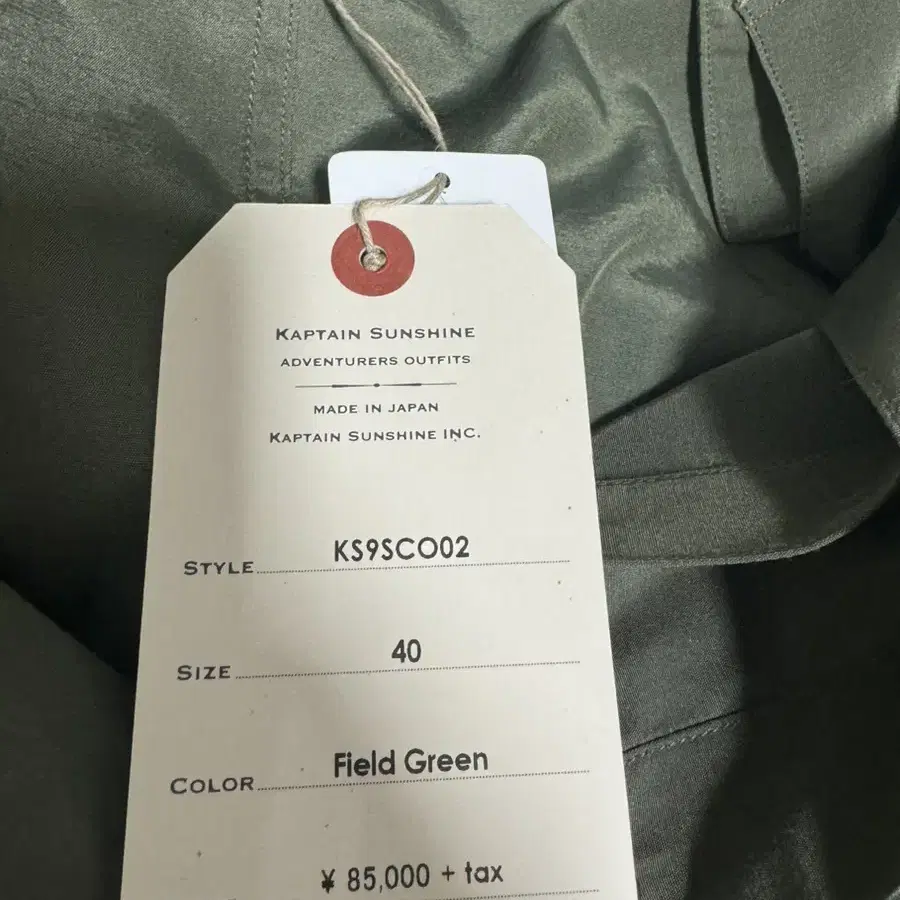 KAPTAIN SUNSHINE
ADVENTURERS OUTFITS
MADE IN JAPAN
KAPTAIN SUNSHINE INC.
STYLE KS9SCO02
SIZE 40
COLOR Field Green
¥ 85,000 + tax